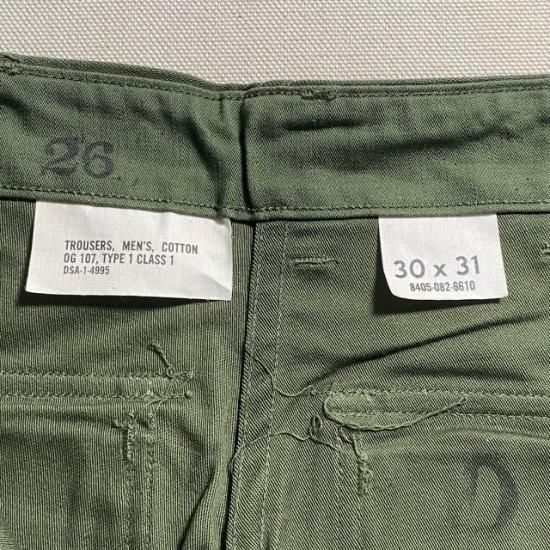 26
TROUSERS, MEN'S, COTTON
OG 107, TYPE 1 CLASS 1
DSA-1-4995
30 x 31
8405-082-6610
D